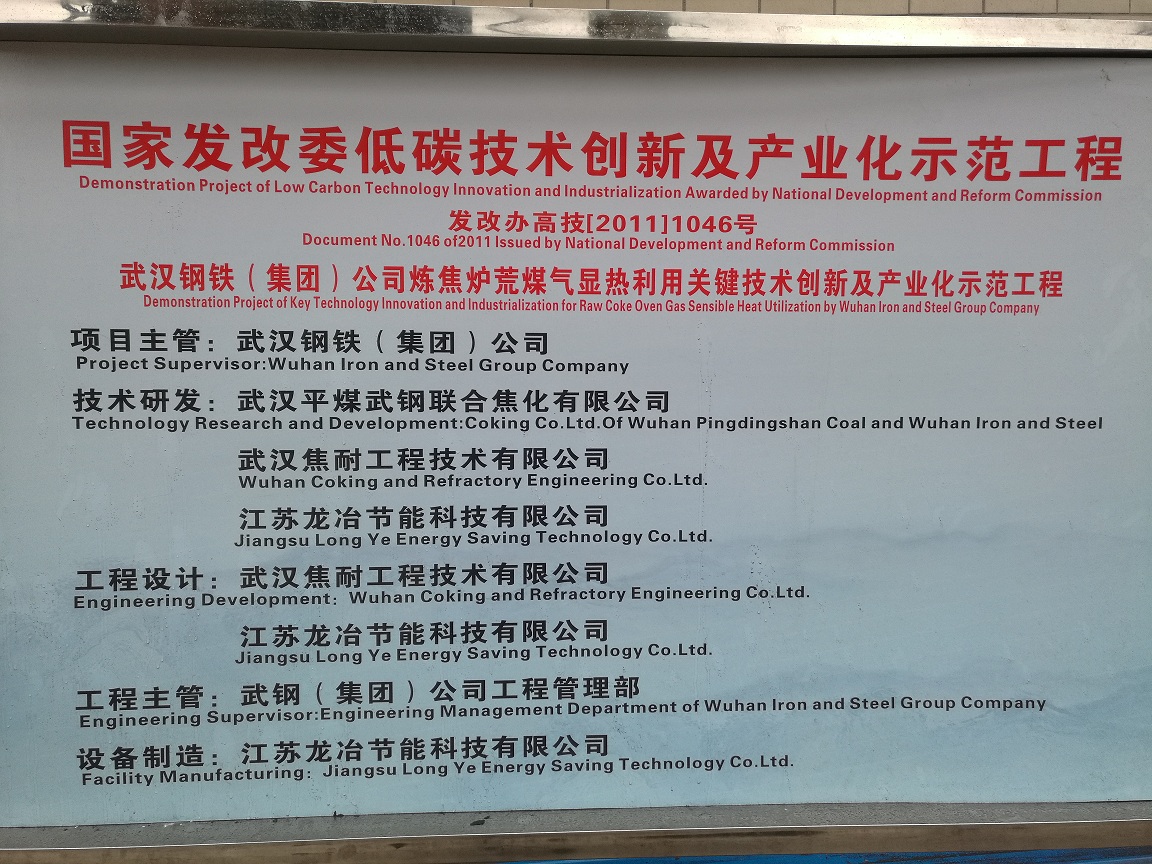 国家发改委低碳技术创新及产业化示范工程
Demonstration Project of Low Carbon Technology Innovation and Industrialization Awarded by National Development and Reform Commission
发改办高技[2011]1046号
Document No.1046 of2011 Issued by National Development and Reform Commission
武汉钢铁（集团）公司炼焦炉荒煤气显热利用关键技术创新及产业化示范工程
Demonstration Project of Key Technology Innovation and Industrialization for Raw Coke Oven Gas Sensible Heat Utilization by Wuhan Iron and Steel Group Company
项目主管：武汉钢铁（集团）公司
Project Supervisor:Wuhan Iron and Steel Group Company
技术研发：武汉平煤武钢联合焦化有限公司
Technology Research and Development:Coking Co.Ltd.Of Wuhan Pingdingshan Coal and Wuhan Iron and Steel
武汉焦耐工程技术有限公司
Wuhan Coking and Refractory Engineering Co.Ltd.
江苏龙冶节能科技有限公司
Jiangsu Long Ye Energy Saving Technology Co.Ltd.
工程设计：武汉焦耐工程技术有限公司
Engineering Development：Wuhan Coking and Refractory Engineering Co.Ltd.
江苏龙冶节能科技有限公司
Jiangsu Long Ye Energy Saving Technology Co.Ltd.
工程主管：武钢（集团）公司工程管理部
Engineering Supervisor:Engineering Management Department of Wuhan Iron and Steel Group Company
设备制造：江苏龙冶节能科技有限公司
Facility Manufacturing：Jiangsu Long Ye Energy Saving Technology Co.Ltd.